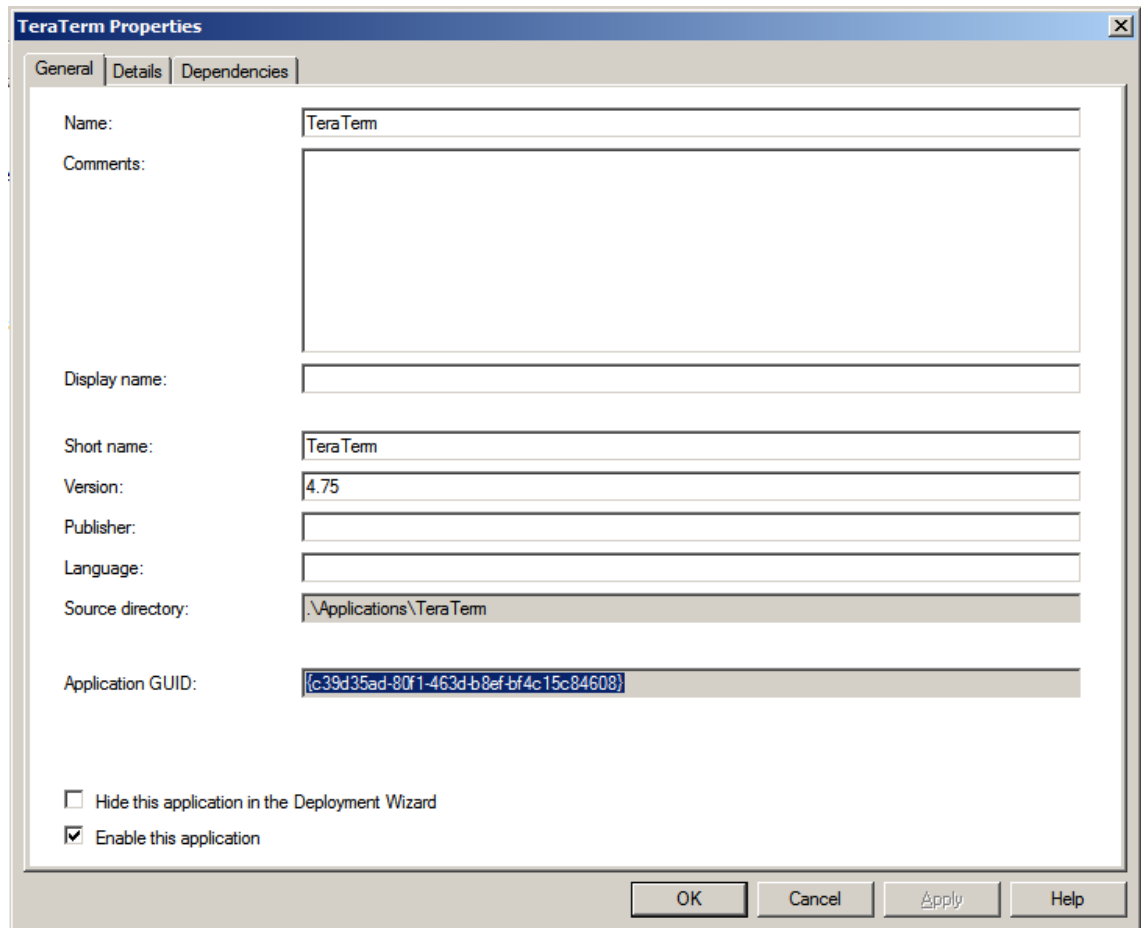 TeraTerm Properties
General Details Dependencies
Name: TeraTerm
Comments:
Display name:
Short name: TeraTerm
Version: 4.75
Publisher:
Language:
Source directory: .\Applications\TeraTerm
Application GUID: {c39d35ad-80f1-463d-b8ef-bf4c15c84608}
Hide this application in the Deployment Wizard
Enable this application
OK Cancel Apply Help